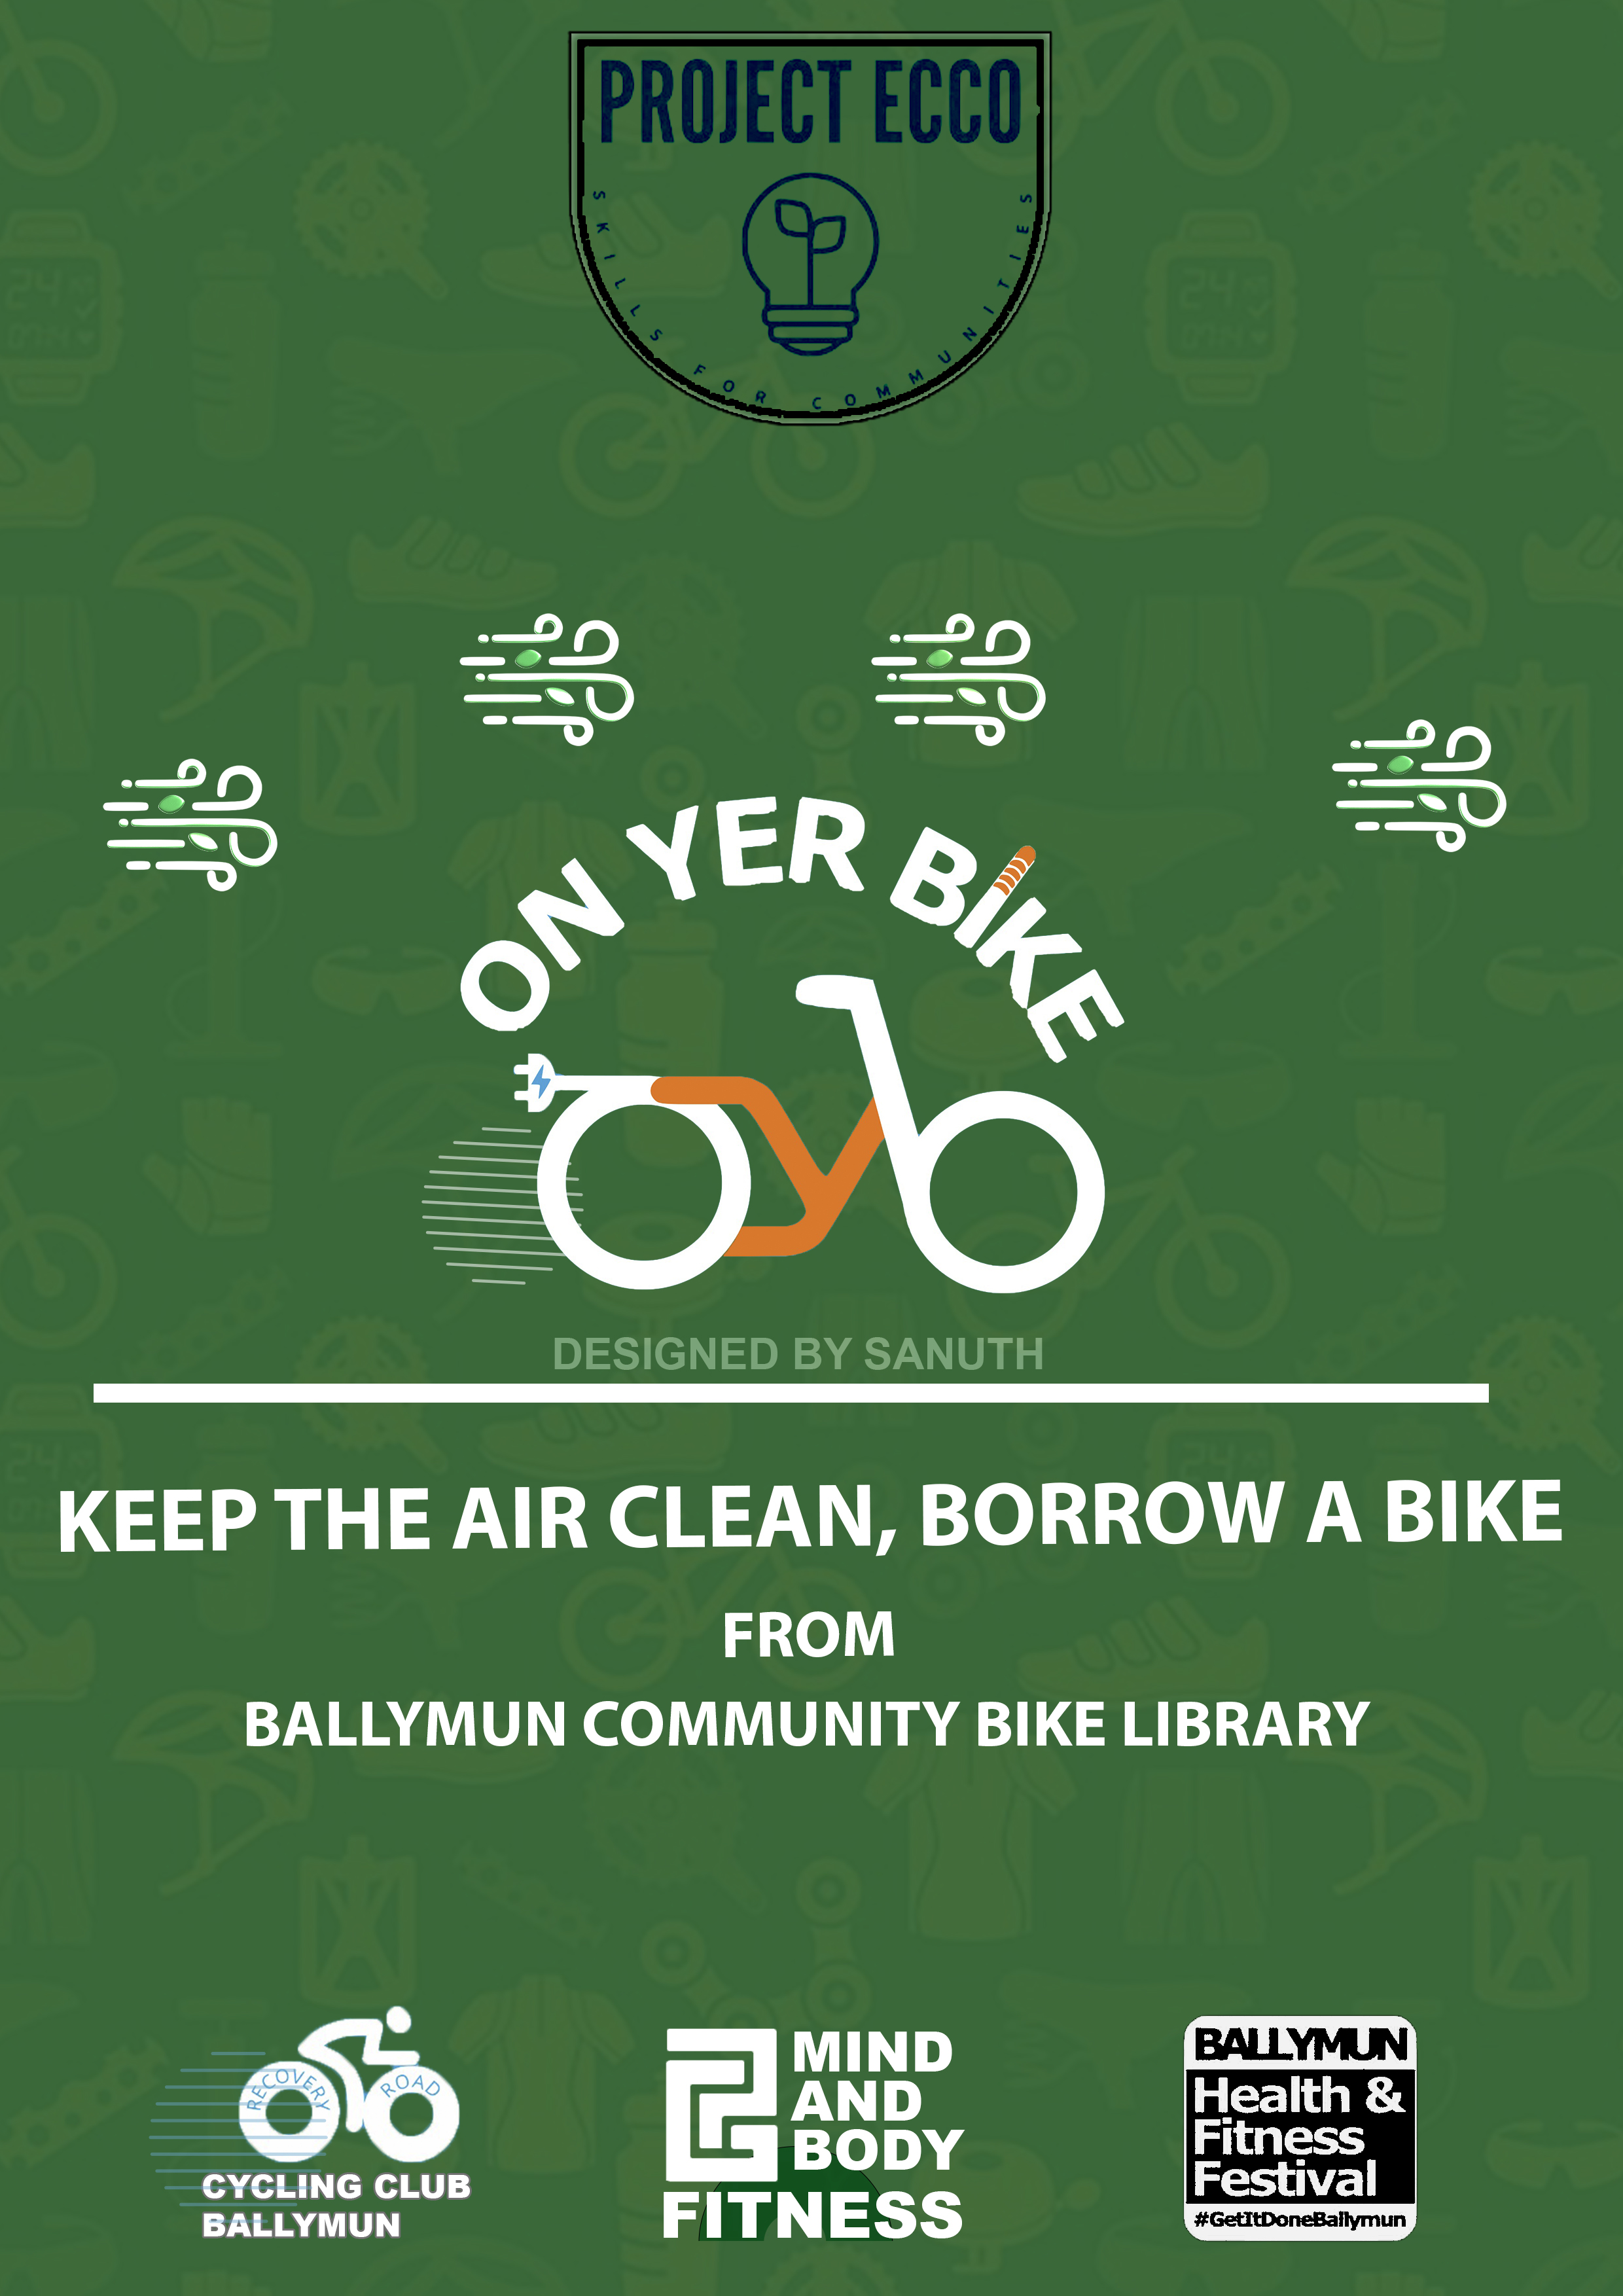 PROJECT ECCO
SKILLS FOR COMMUNITIES
ON YER BIKE
DESIGNED BY SANUTH
KEEP THE AIR CLEAN, BORROW A BIKE
FROM
BALLYMUN COMMUNITY BIKE LIBRARY
RECOVERY ROAD
CYCLING CLUB
BALLYMUN
MIND
AND
BODY
FITNESS
BALLYMUN
Health &
Fitness
Festival
#GetItDoneBallymun